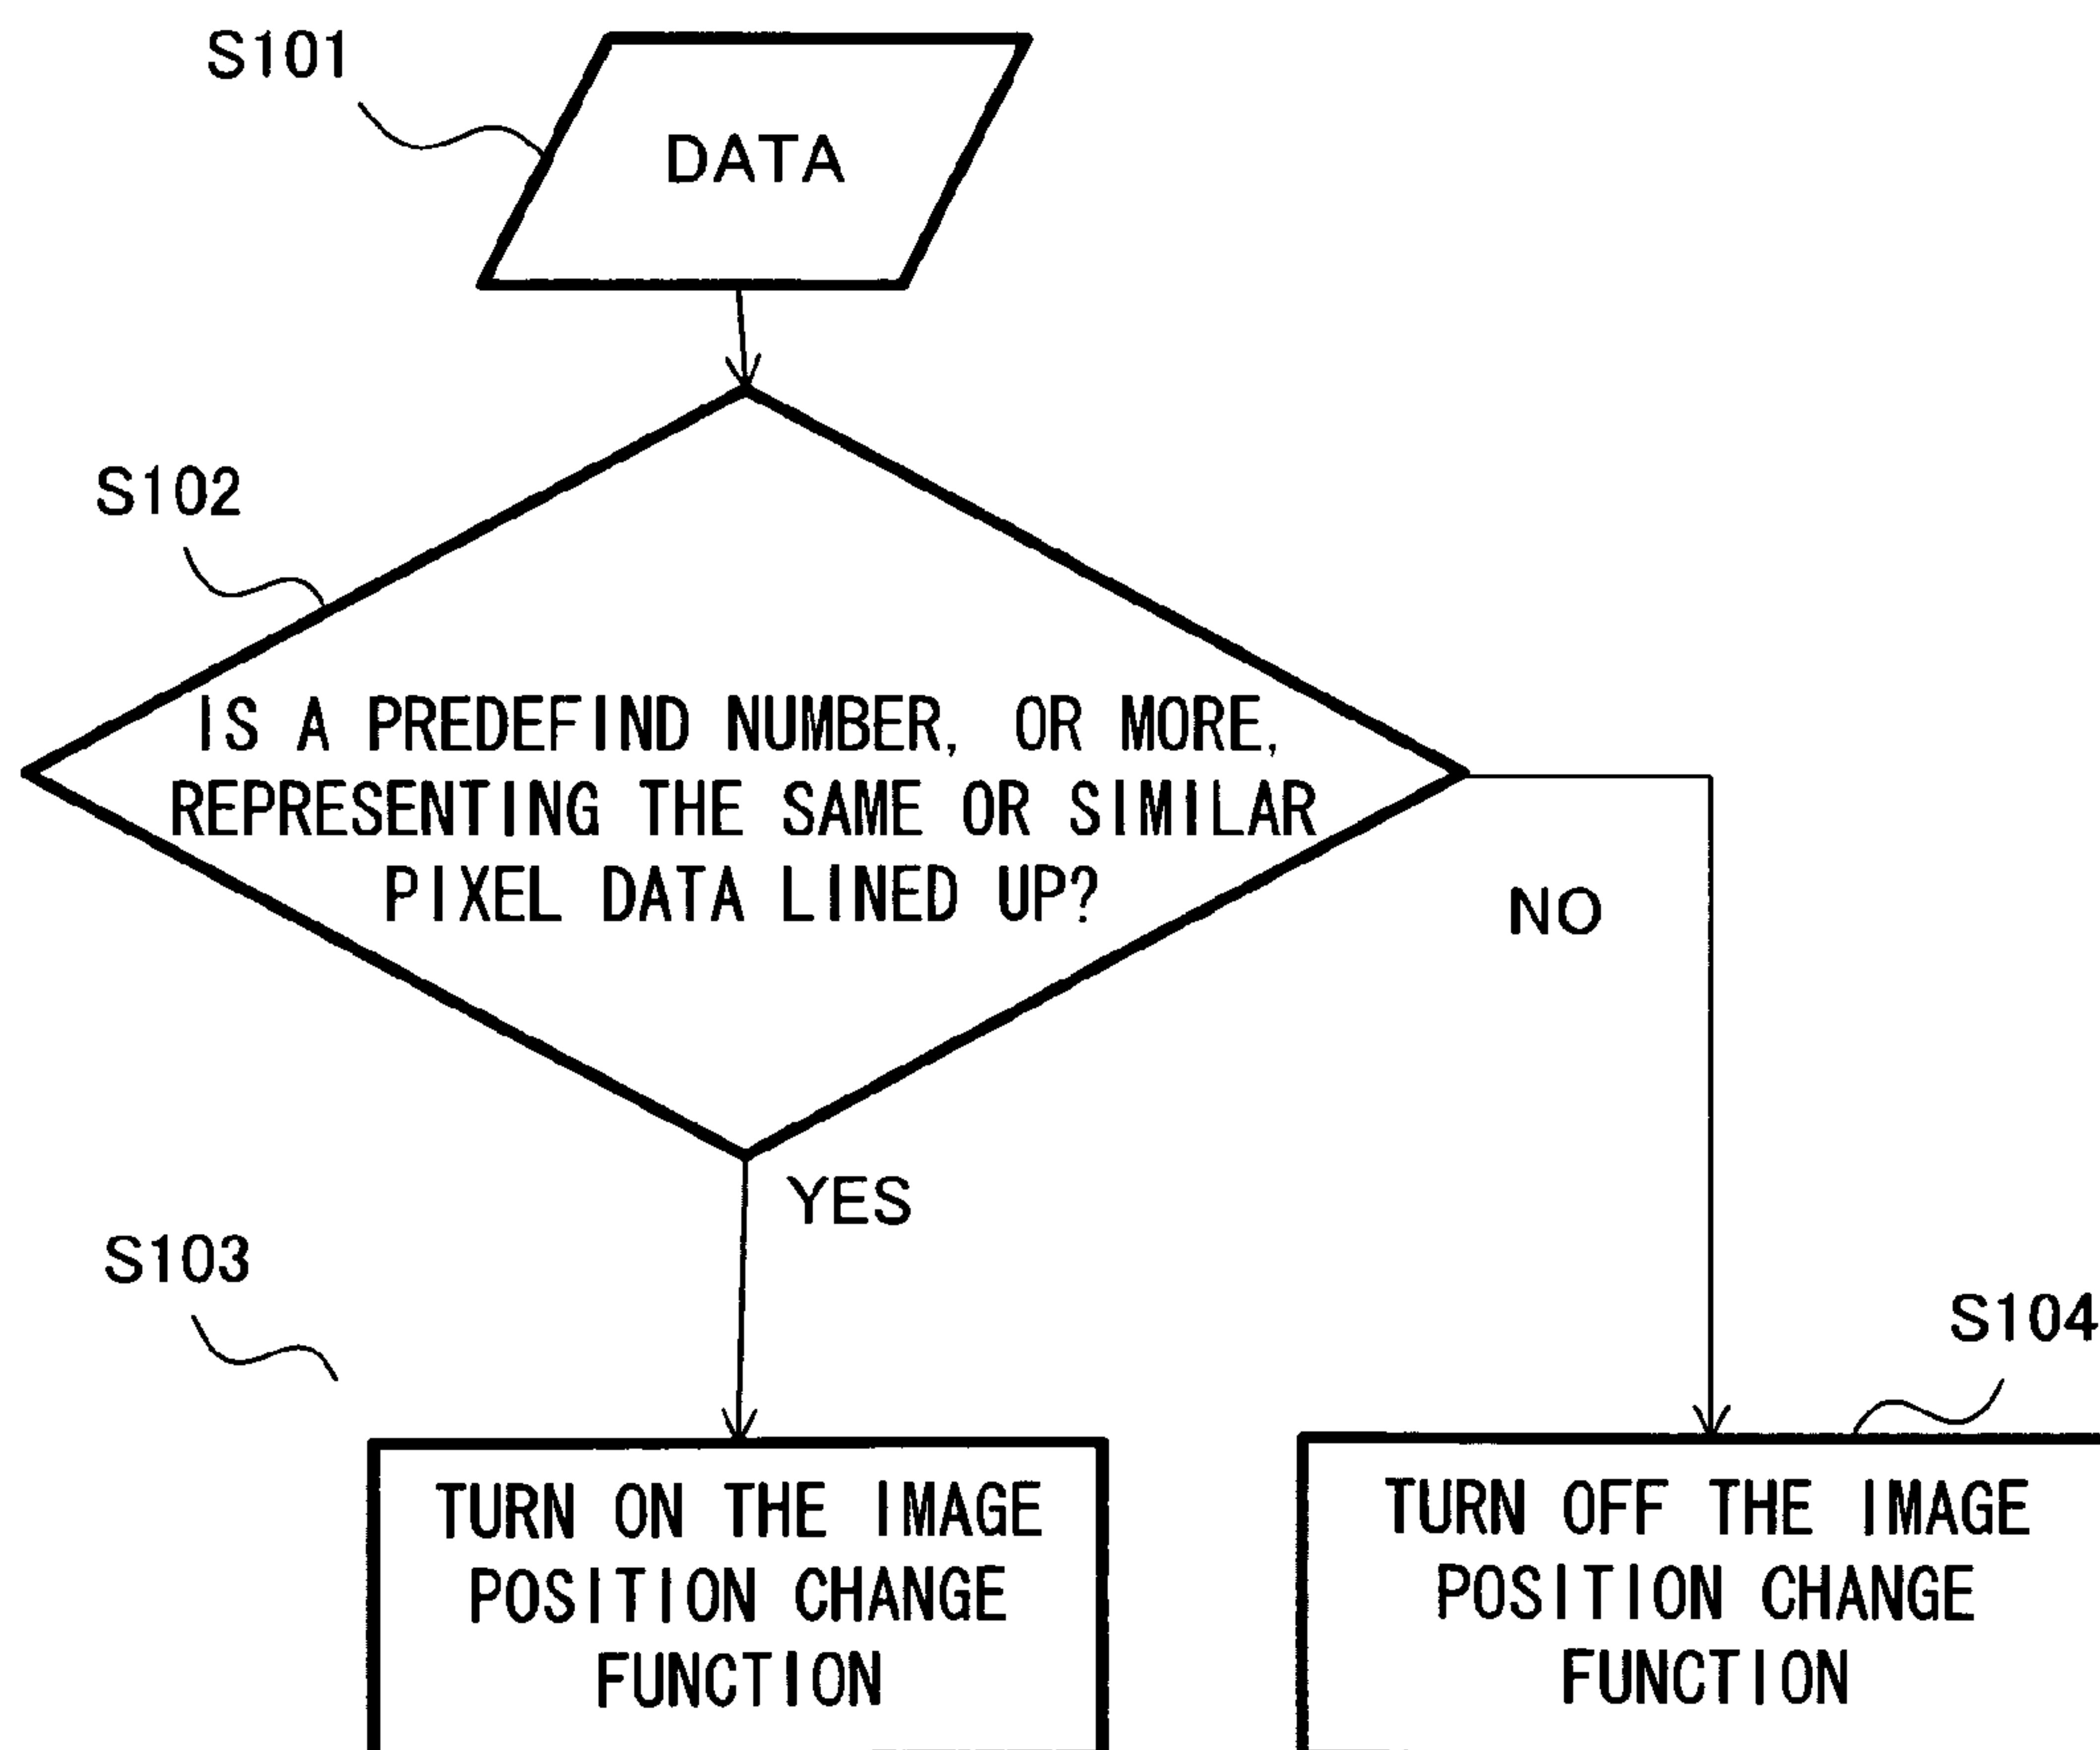 S101
DATA
S102
IS A PREDEFIND NUMBER, OR MORE,
REPRESENTING THE SAME OR SIMILAR
PIXEL DATA LINED UP?
NO
YES
S103
S104
TURN ON THE IMAGE
POSITION CHANGE
FUNCTION
TURN OFF THE IMAGE
POSITION CHANGE
FUNCTION